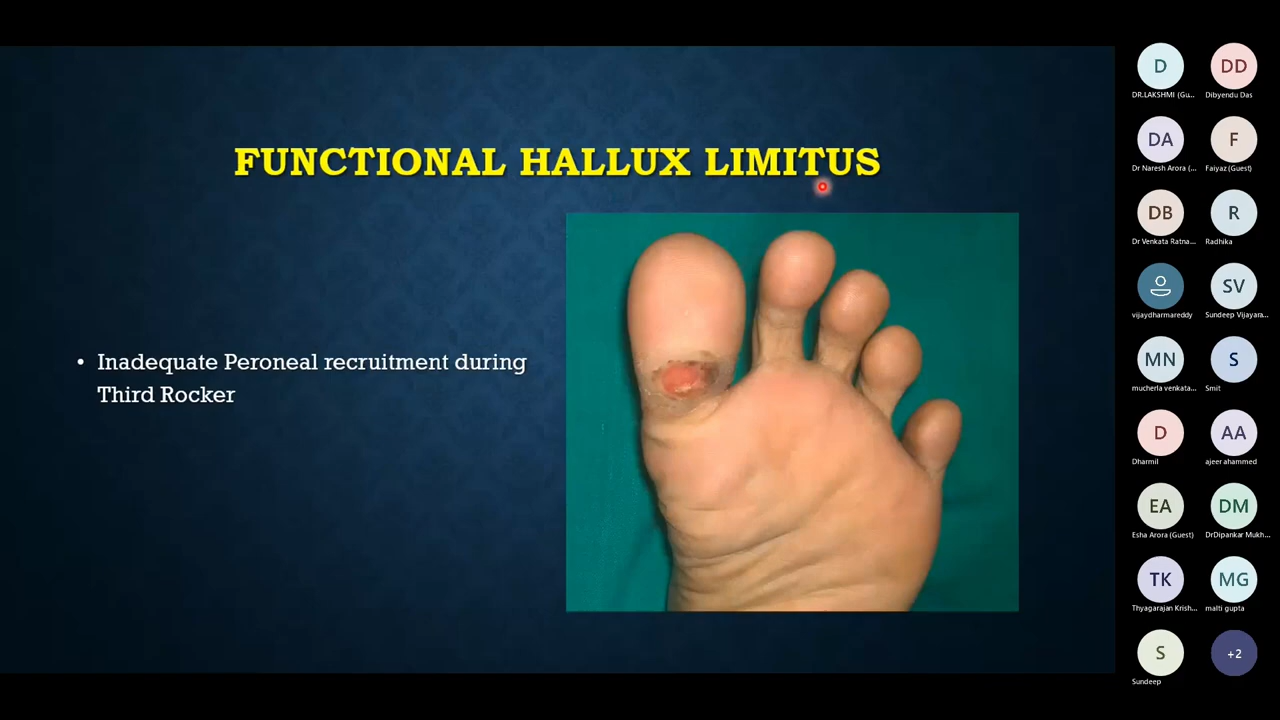 FUNCTIONAL HALLUX LIMITUS
• Inadequate Peroneal recruitment during
Third Rocker
D DD
DR.LAKSHMI (Gu... Dibyendu Das
DA F
Dr Naresh Arora (... Faiyaz (Guest)
DB R
Dr Venkata Ratna... Radhika
SV
vijaydharmareddy Sundeep Vijayara...
MN S
mucherla venkata... Smit
D AA
Dharmil ajeer ahammed
EA DM
Esha Arora (Guest) DrDipankar Mukh...
TK MG
Thyagarajan Krish... malti gupta
S +2
Sundeep